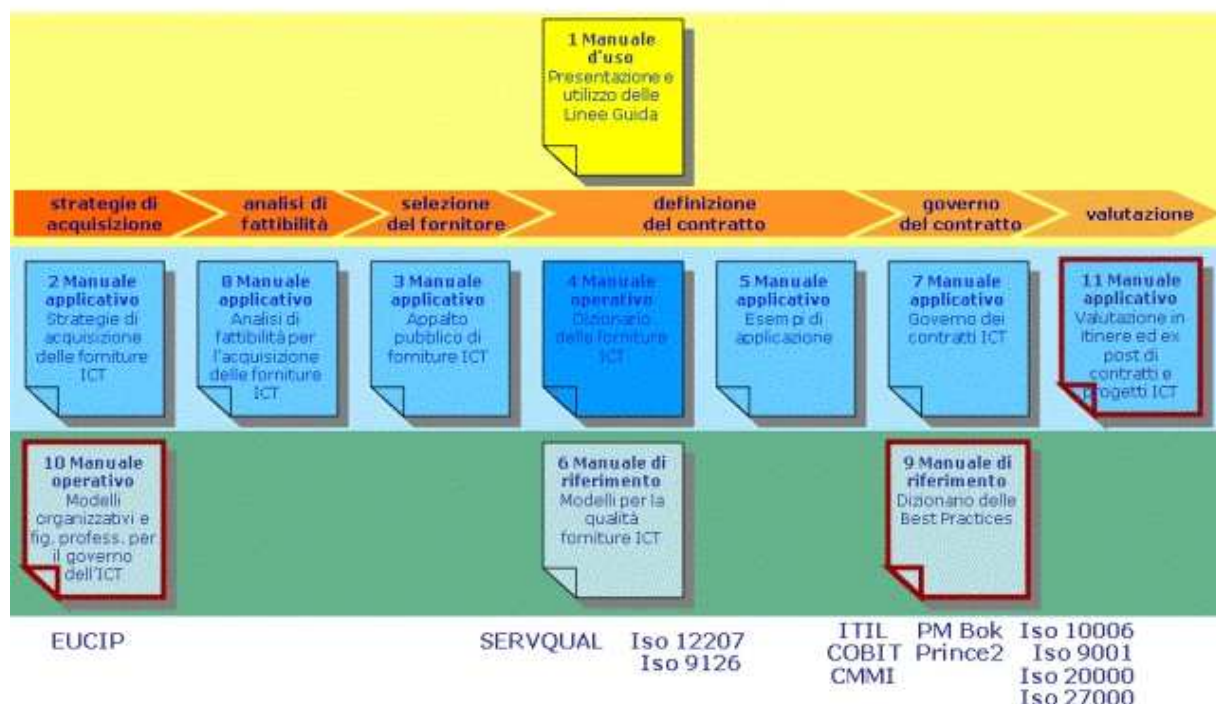 1 Manuale
d'uso
Presentazione e
utilizzo delle
Linee Guida
strategie di
acquisizione
analisi di
fattibilità
selezione
del fornitore
definizione
del contratto
governo
del contratto
valutazione
2 Manuale
applicativo
Strategie di
acquisizione
delle forniture
ICT
8 Manuale
applicativo
Analisi di
fattibilità per
l'acquisizione
delle forniture
ICT
3 Manuale
applicativo
Appalto
pubblico di
forniture ICT
4 Manuale
operativo
Dizionario
delle forniture
ICT
5 Manuale
applicativo
Esempi di
applicazione
7 Manuale
applicativo
Governo dei
contratti ICT
11 Manuale
applicativo
Valutazione in
itinere ed ex
post di
contratti e
progetti ICT
10 Manuale
operativo
Modelli
organizzativi e
fig. profess. per
il governo
dell'ICT
6 Manuale di
riferimento
Modelli per la
qualità
forniture ICT
9 Manuale di
riferimento
Dizionario delle
Best Practices
EUCIP
SERVQUAL
Iso 12207
Iso 9126
ITIL
COBIT
CMMI
PM Bok
Prince2
Iso 10006
Iso 9001
Iso 20000
Iso 27000